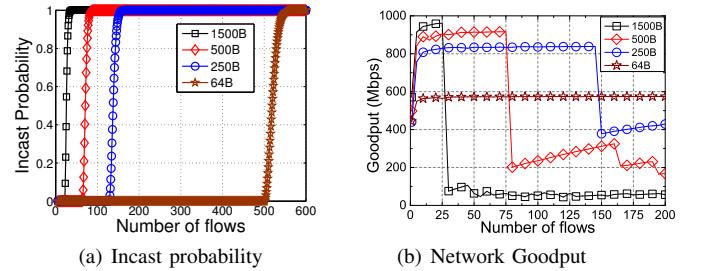 Incast Probability
1
0.8
0.6
0.4
0.2
0
0 100 200 300 400 500 600
Number of flows
1500B
500B
250B
64B
(a) Incast probability
Goodput (Mbps)
1000
800
600
400
200
0
0 25 50 75 100 125 150 175 200
Number of flows
1500B
500B
250B
64B
(b) Network Goodput